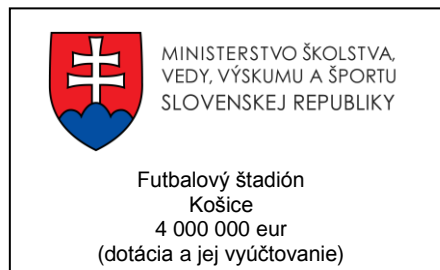 MINISTERSTVO ŠKOLSTVA,
VEDY, VÝSKUMU A ŠPORTU
SLOVENSKEJ REPUBLIKY
Futbalový štadión
Košice
4 000 000 eur
(dotácia a jej vyúčtovanie)